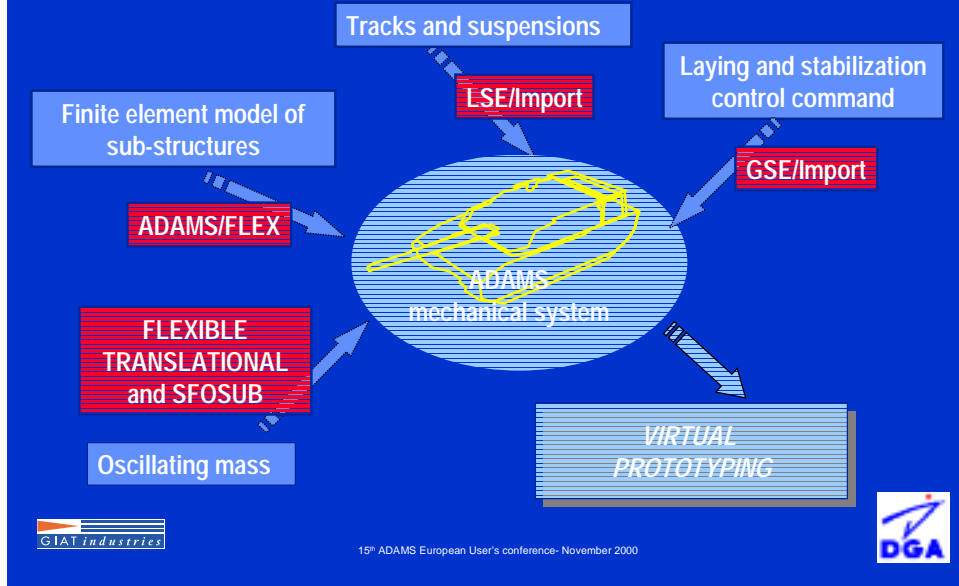 Tracks and suspensions
LSE/Import
Laying and stabilization
control command
GSE/Import
Finite element model of
sub-structures
ADAMS/FLEX
ADAMS
mechanical system
FLEXIBLE
TRANSLATIONAL
and SFOSUB
Oscillating mass
VIRTUAL
PROTOTYPING
GIAT industries
15th ADAMS European User's conference- November 2000
DGA